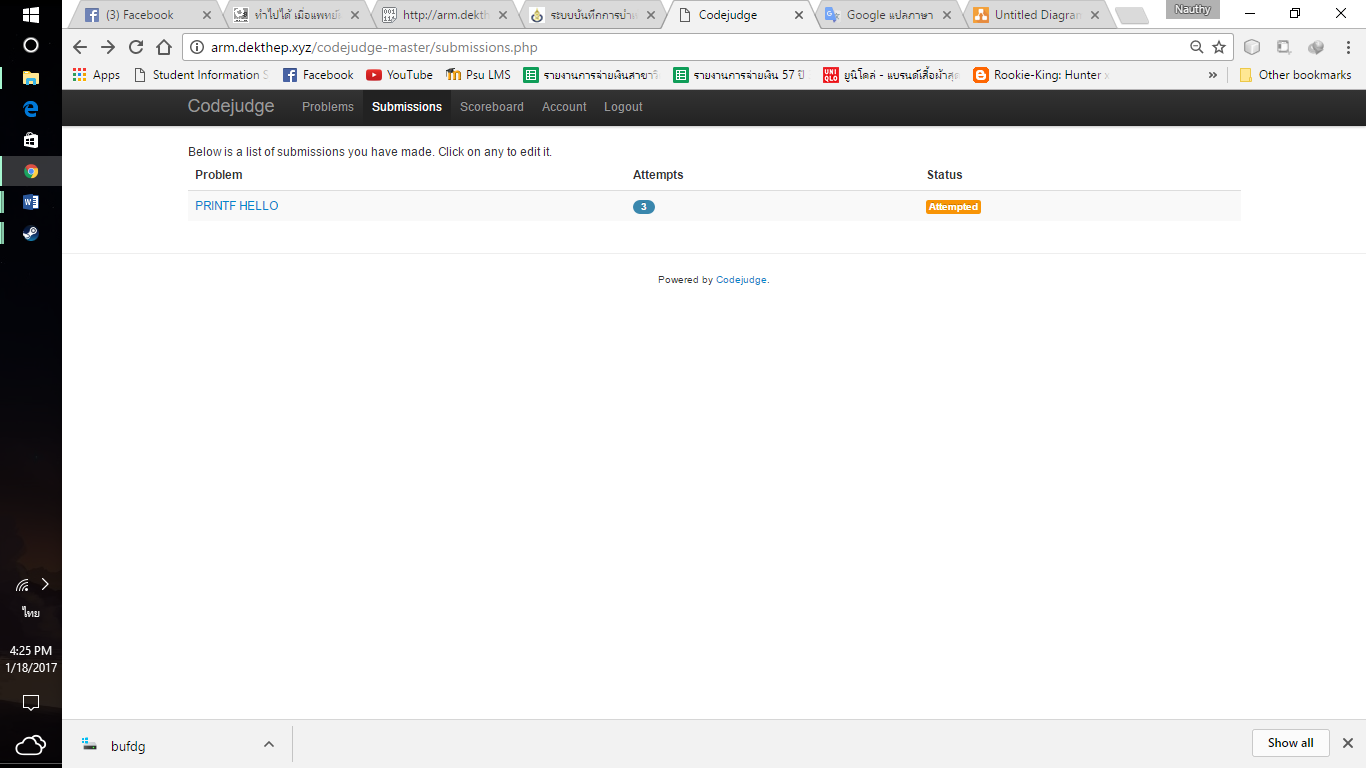 (3) Facebook
ทำไปได้ เมื่อแพทย์
http://arm.dekth
ระบบบันทึกการบำ
Codejudge
Google แปลภาษา
Untitled Diagran
Nauthy
arm.dekthep.xyz/codejudge-master/submissions.php
Apps
Student Information S
Facebook
YouTube
Psu LMS
รายงานการจ่ายเงินสาขาวิ
รายงานการจ่ายเงิน 57 ปี
ยูนิโคล่ - แบรนด์เสื้อผ้าสุด
Rookie-King: Hunter x
»
Other bookmarks
Codejudge Problems Submissions Scoreboard Account Logout
Below is a list of submissions you have made. Click on any to edit it.
Problem Attempts Status
PRINTF HELLO 3 Attempted
Powered by Codejudge.
ไทย
4:25 PM
1/18/2017
bufdg
Show all